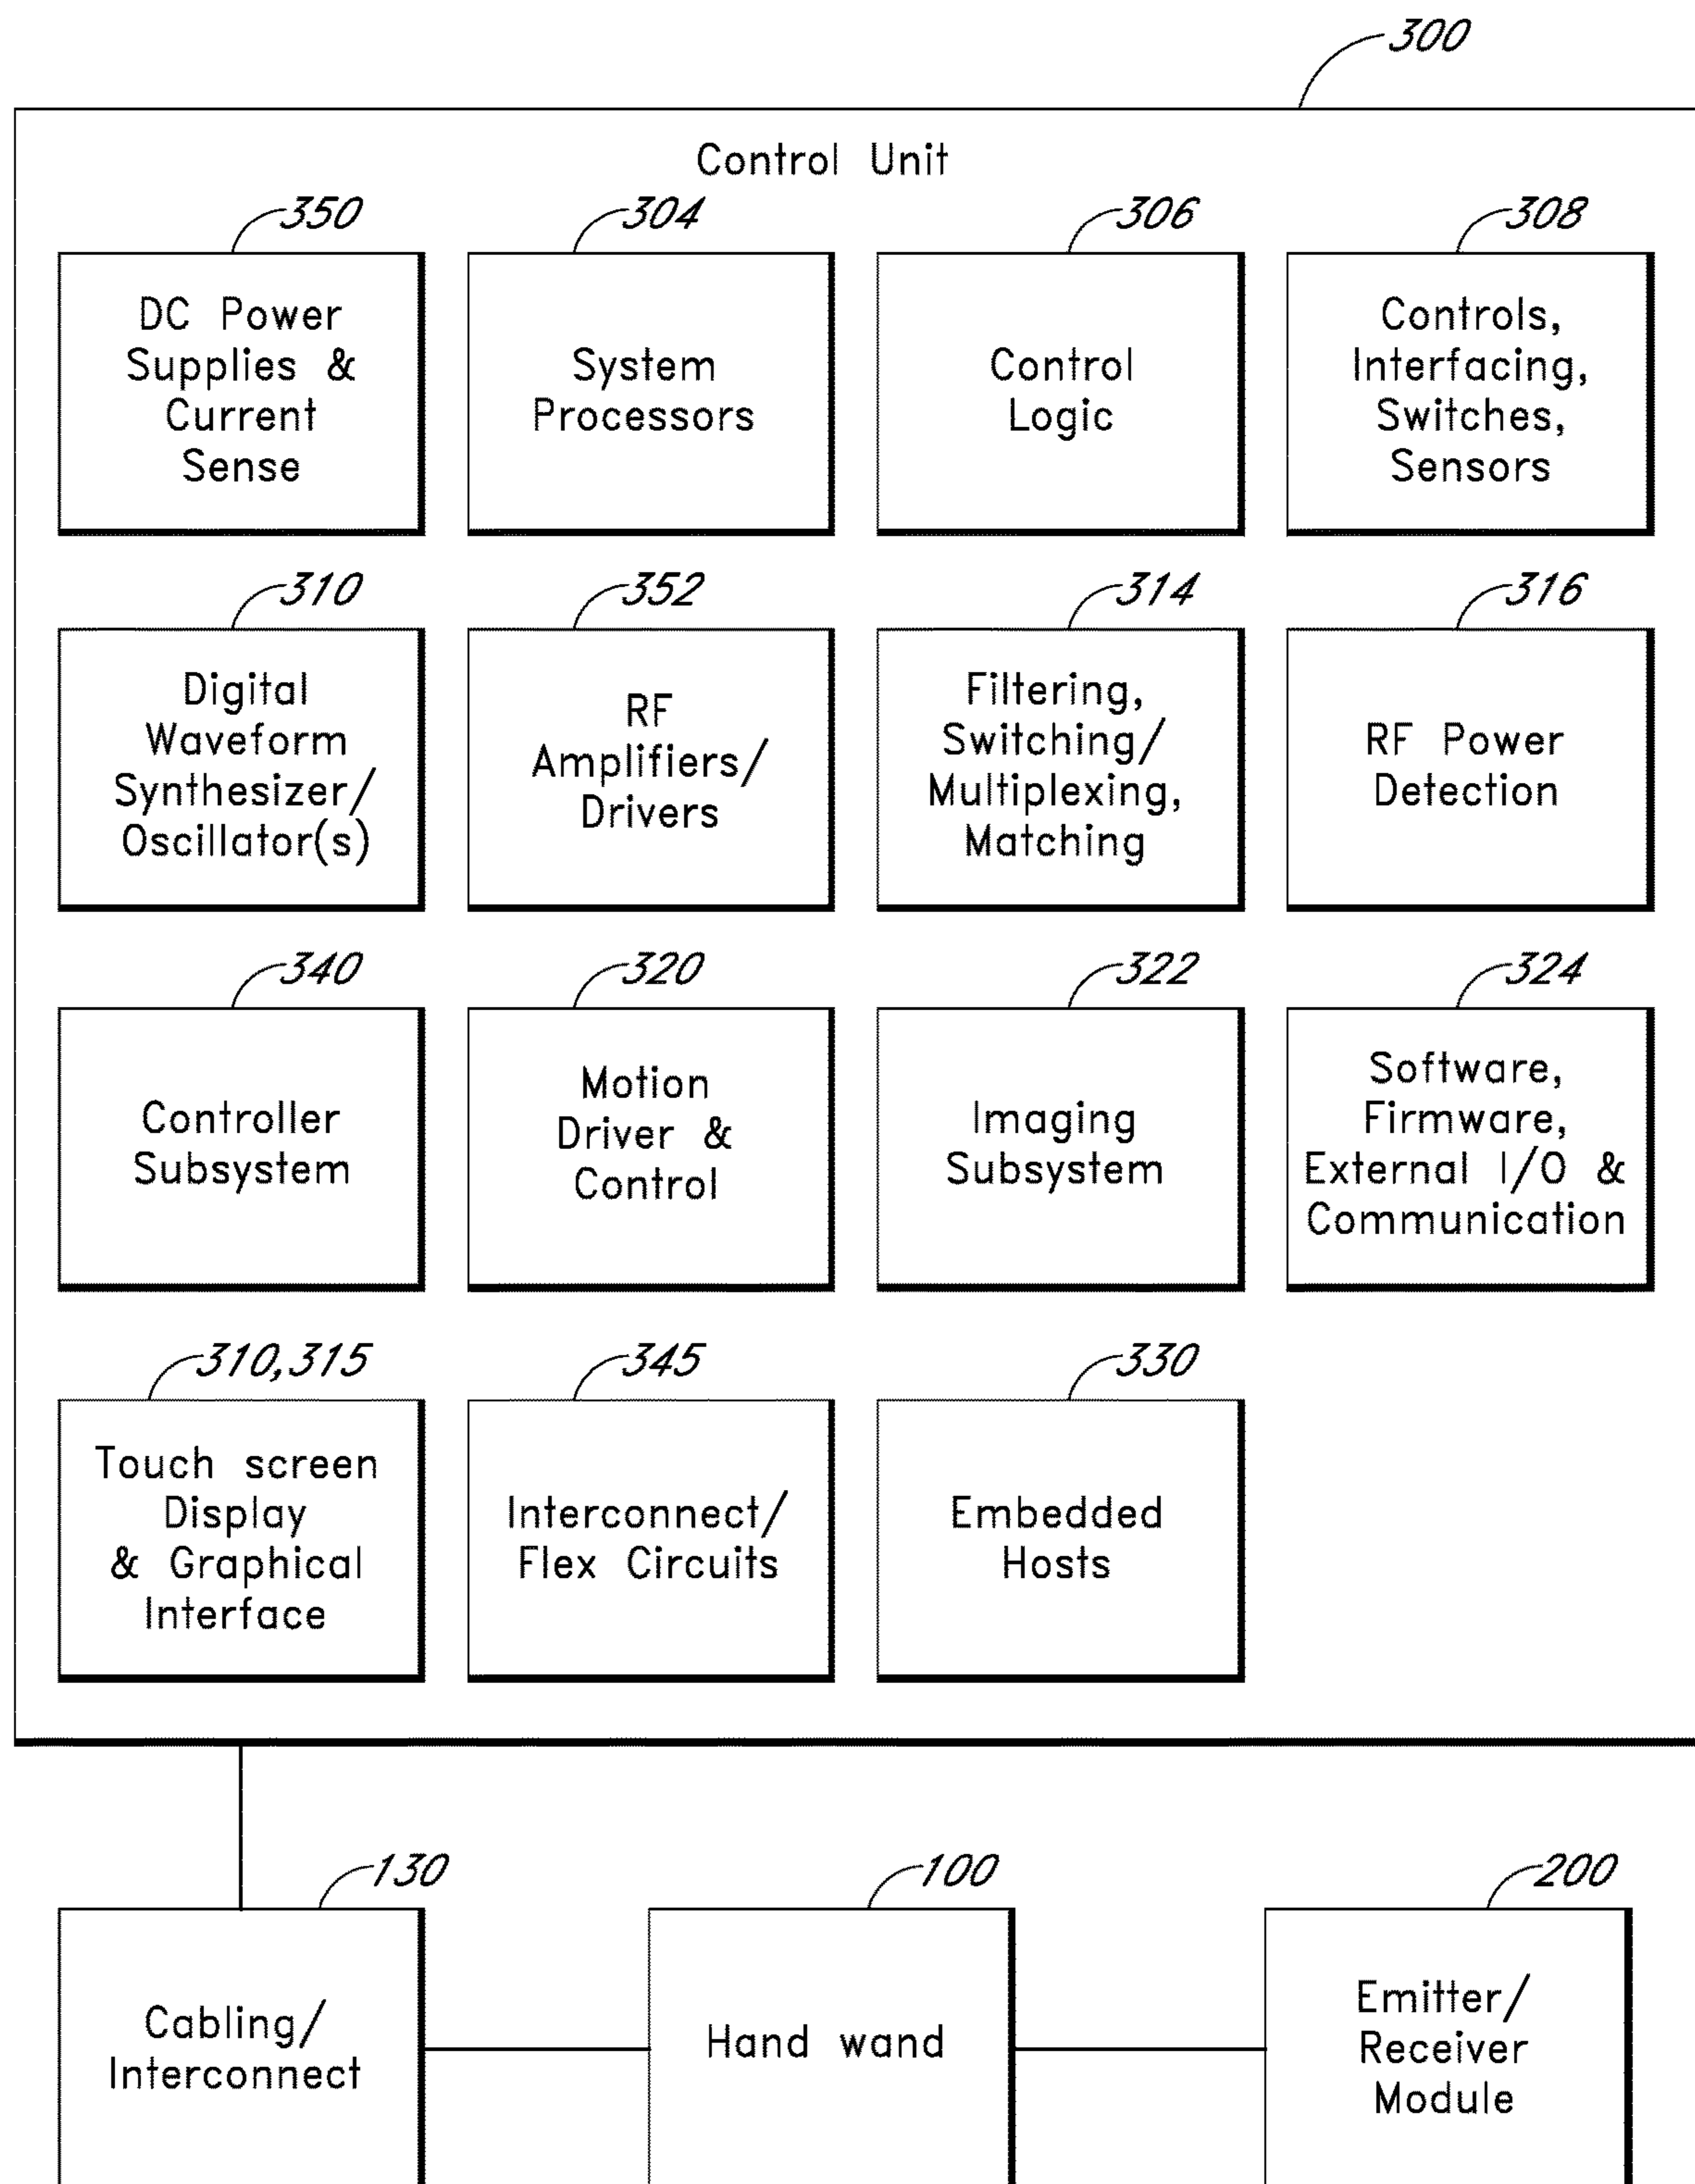 300
Control Unit
350
DC Power
Supplies &
Current
Sense
304
System
Processors
306
Control
Logic
308
Controls,
Interfacing,
Switches,
Sensors
310
Digital
Waveform
Synthesizer/
Oscillator(s)
352
RF
Amplifiers/
Drivers
314
Filtering,
Switching/
Multiplexing,
Matching
316
RF Power
Detection
340
Controller
Subsystem
320
Motion
Driver &
Control
322
Imaging
Subsystem
324
Software,
Firmware,
External I/O &
Communication
310,315
Touch screen
Display
& Graphical
Interface
345
Interconnect/
Flex Circuits
330
Embedded
Hosts
130
Cabling/
Interconnect
100
Hand wand
200
Emitter/
Receiver
Module